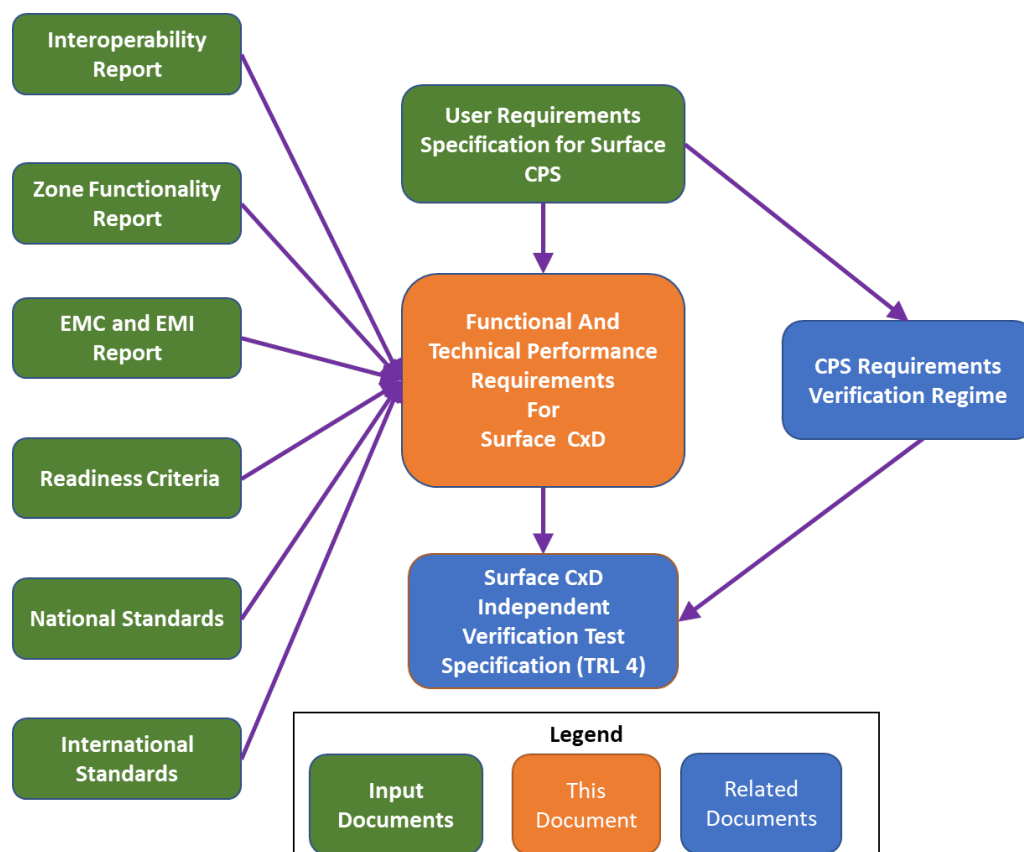 Interoperability
Report
User Requirements
Specification for Surface
CPS
Zone Functionality
Report
EMC and EMI
Report
Functional And
Technical Performance
Requirements
For
Surface CxD
CPS Requirements
Verification Regime
Readiness Criteria
National Standards
Surface CxD
Independent
Verification Test
Specification (TRL 4)
International
Standards
Legend
Input
Documents
This
Document
Related
Documents